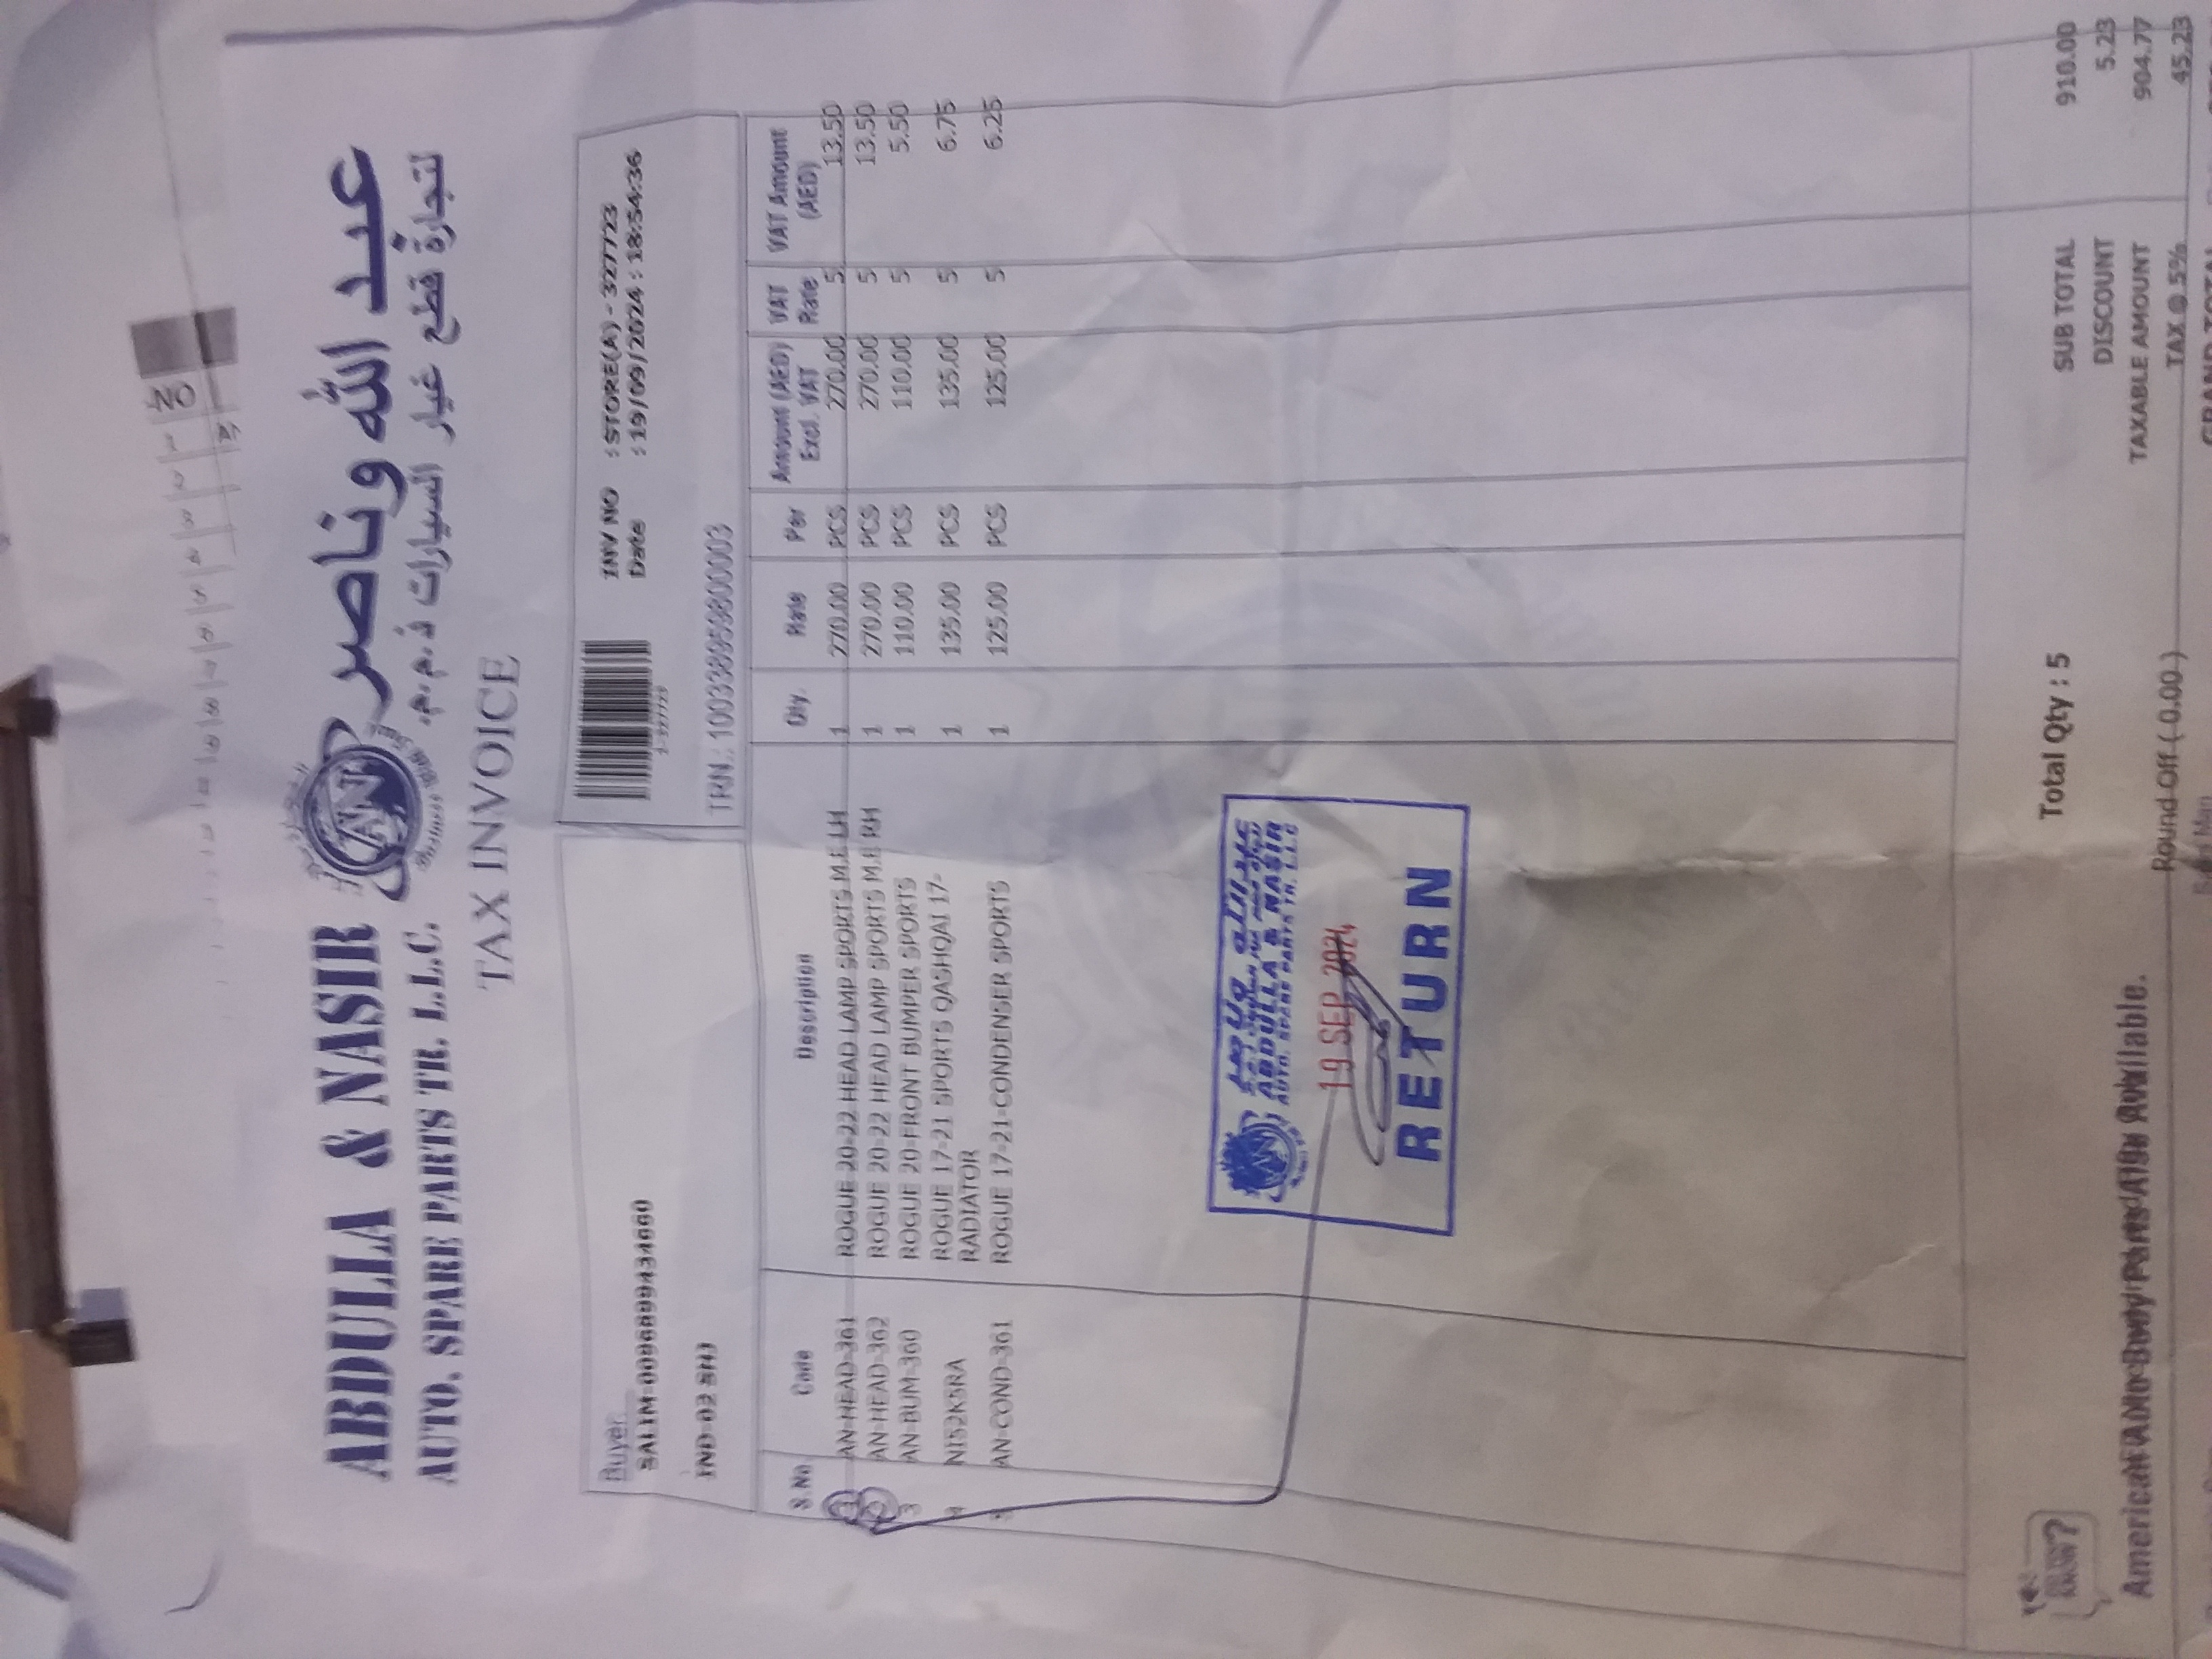 ABDULLA & NASIR
عبد الله وناصر
AUTO. SPARE PARTS TR. L.L.C.
لتجارة قطع غيار السيارات ذ.م.م.
AN
TAX INVOICE
Buyer
INV NO : STORE(A) - 327723
Date : 19/09/2024 : 18:54:36
TRN.: 100338959800003
S.No Code Description Qty. Rate Per Amount (AED) Excl. VAT VAT Rate VAT Amount (AED)
1 AN-HEAD-361 ROGUE 20-22 HEAD LAMP SPORTS M.E LH 1 270.00 PCS 270.00 5 13.50
2 AN-HEAD-362 ROGUE 20-22 HEAD LAMP SPORTS M.E RH 1 270.00 PCS 270.00 5 13.50
3 AN-BUM-360 ROGUE 20-FRONT BUMPER SPORTS 1 110.00 PCS 110.00 5 5.50
4 NI52K5RA ROGUE 17-21 SPORTS QASHQAI 17-
RADIATOR 1 135.00 PCS 135.00 5 6.75
AN-COND-361 ROGUE 17-21-CONDENSER SPORTS 1 125.00 PCS 125.00 5 6.25
ABDULLA & NASIR
AUTO. SPARE PARTS TR. L.L.C
19 SEP 2024
RETURN
Total Qty : 5
SUB TOTAL 910.00
DISCOUNT 5.23
TAXABLE AMOUNT 904.77
TAX @ 5% 45.23
Round Off ( 0.00 )
GRAND TOTAL
KNOW?
Available.